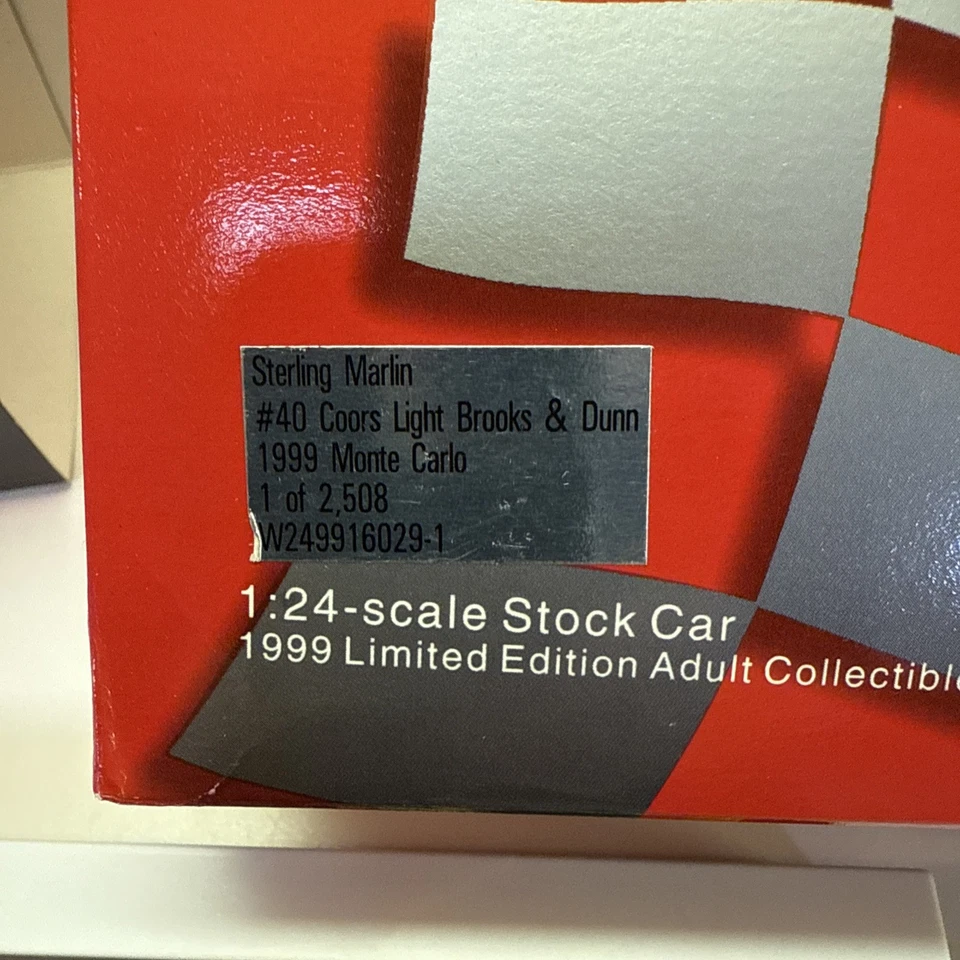 Sterling Marlin
#40 Coors Light Brooks & Dunn
1999 Monte Carlo
1 of 2,508
W249916029-1
1:24-scale Stock Car
1999 Limited Edition Adult Collectible